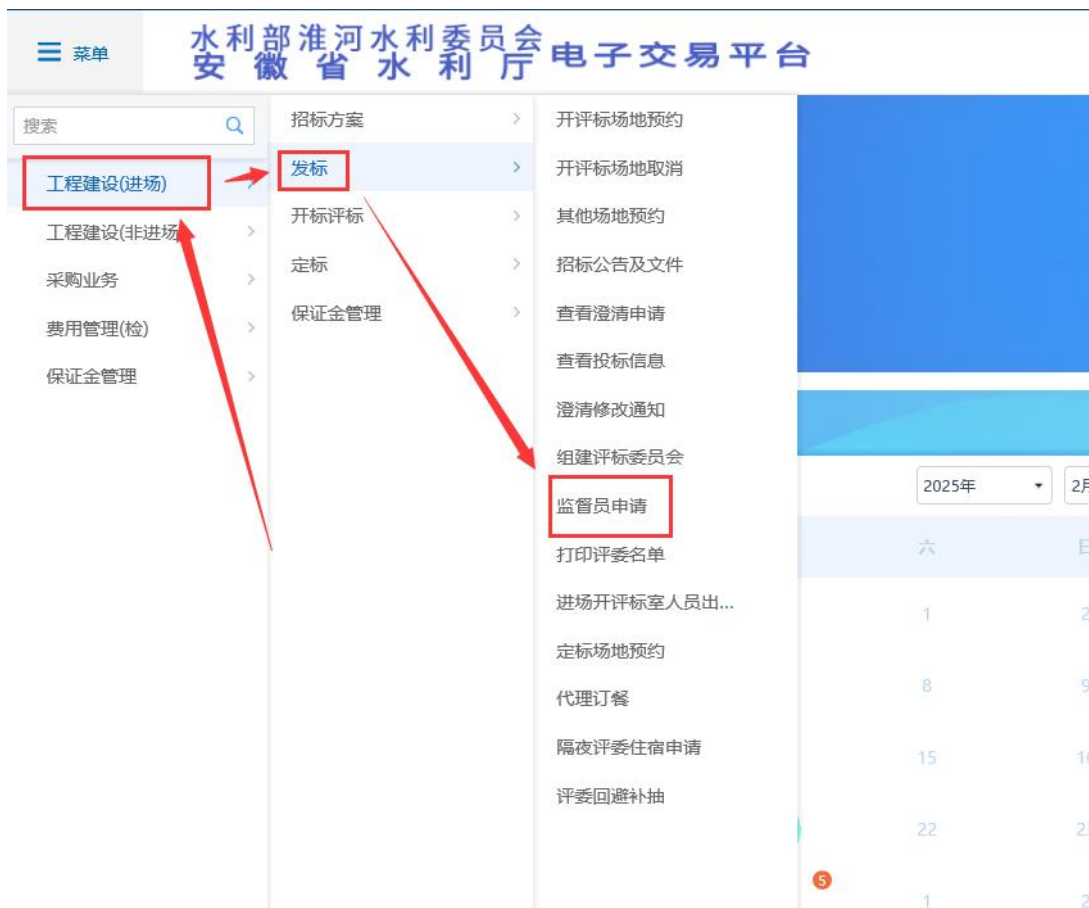 菜单
水利部淮河水利委员会
安徽省水利厅
电子交易平台
搜索
工程建设(进场)
工程建设(非进场
采购业务
费用管理(检)
保证金管理
招标方案
发标
开标评标
定标
保证金管理
开评标场地预约
开评标场地取消
其他场地预约
招标公告及文件
查看澄清申请
查看投标信息
澄清修改通知
组建评标委员会
监督员申请
打印评委名单
进场开评标室人员出...
定标场地预约
代理订餐
隔夜评委住宿申请
评委回避补抽
2025年
2月
六
日
1
2
8
9
15
16
22
5
1
2